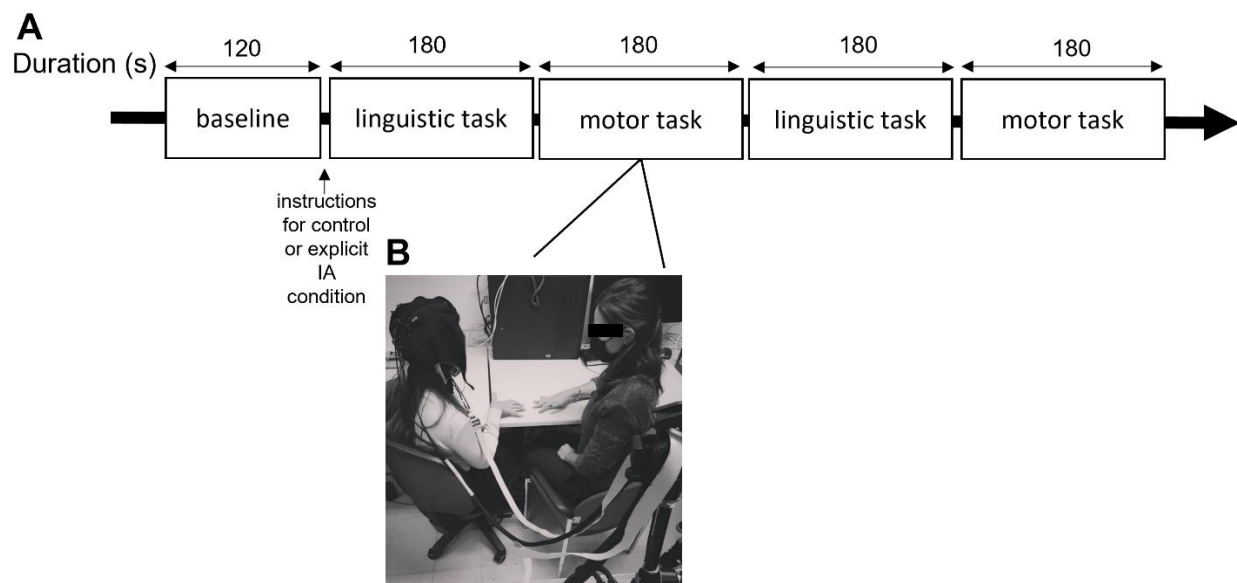 A
Duration (s)
120
180
180
180
180
baseline
linguistic task
motor task
linguistic task
motor task
instructions
for control
or explicit
IA
condition
B